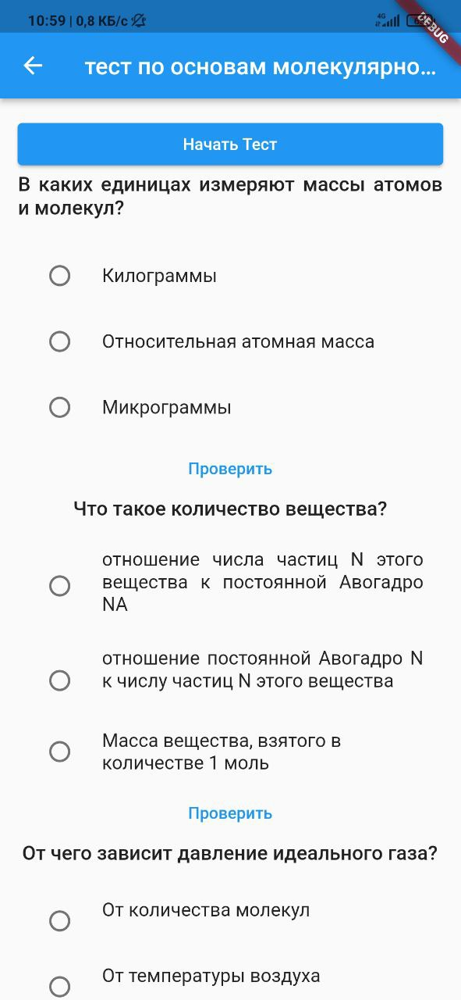 10:59 | 0,8 КБ/с
4G
DEBUG
тест по основам молекулярно...
Начать Тест
В каких единицах измеряют массы атомов
и молекул?
Килограммы
Относительная атомная масса
Микрограммы
Проверить
Что такое количество вещества?
отношение числа частиц N этого
вещества к постоянной Авогадро
NA
отношение постоянной Авогадро N
к числу частиц N этого вещества
Масса вещества, взятого в
количестве 1 моль
Проверить
От чего зависит давление идеального газа?
От количества молекул
От температуры воздуха